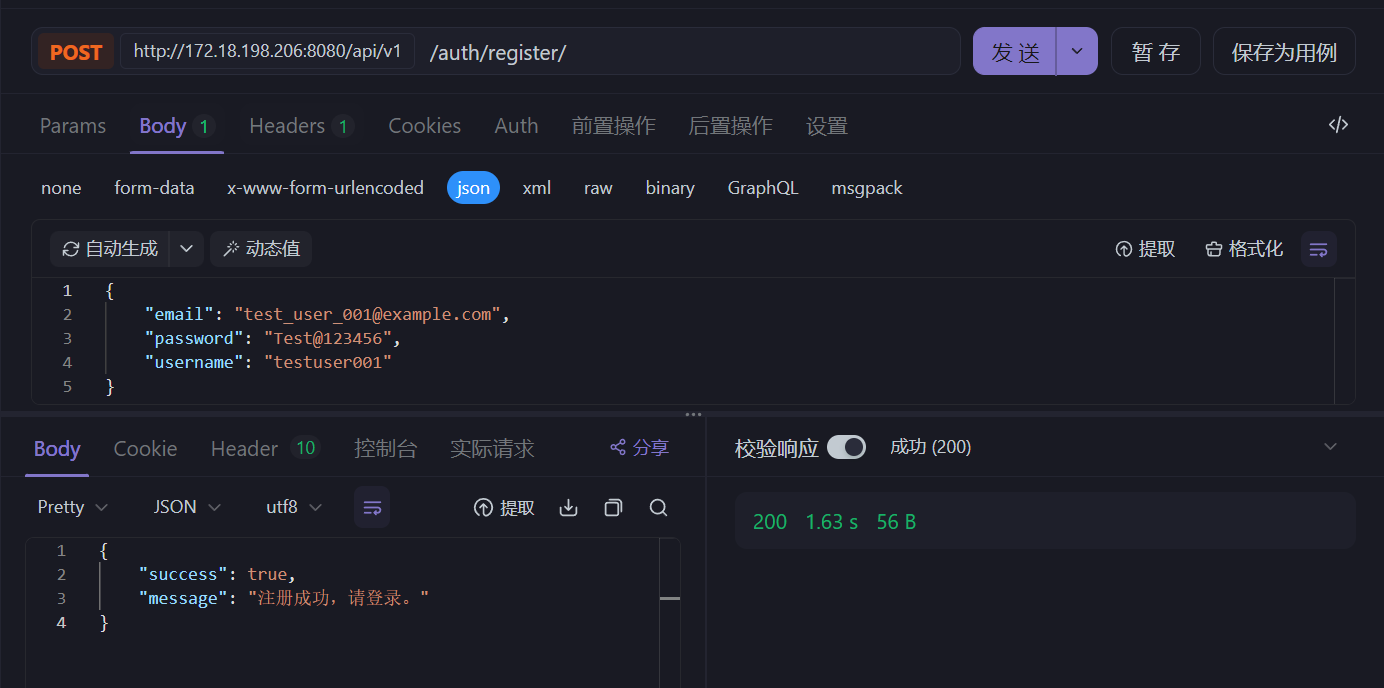 POST http://172.18.198.206:8080/api/v1 /auth/register/ 发 送 暂 存 保存为用例
Params Body 1 Headers 1 Cookies Auth 前置操作 后置操作 设置
none form-data x-www-form-urlencoded json xml raw binary GraphQL msgpack
自动生成 动态值 提取 格式化
1 {
2 "email": "test_user_001@example.com",
3 "password": "Test@123456",
4 "username": "testuser001"
5 }
Body Cookie Header 10 控制台 实际请求 分享 校验响应 成功 (200)
Pretty JSON utf8 提取 200 1.63 s 56 B
1 {
2 "success": true,
3 "message": "注册成功，请登录。"
4 }